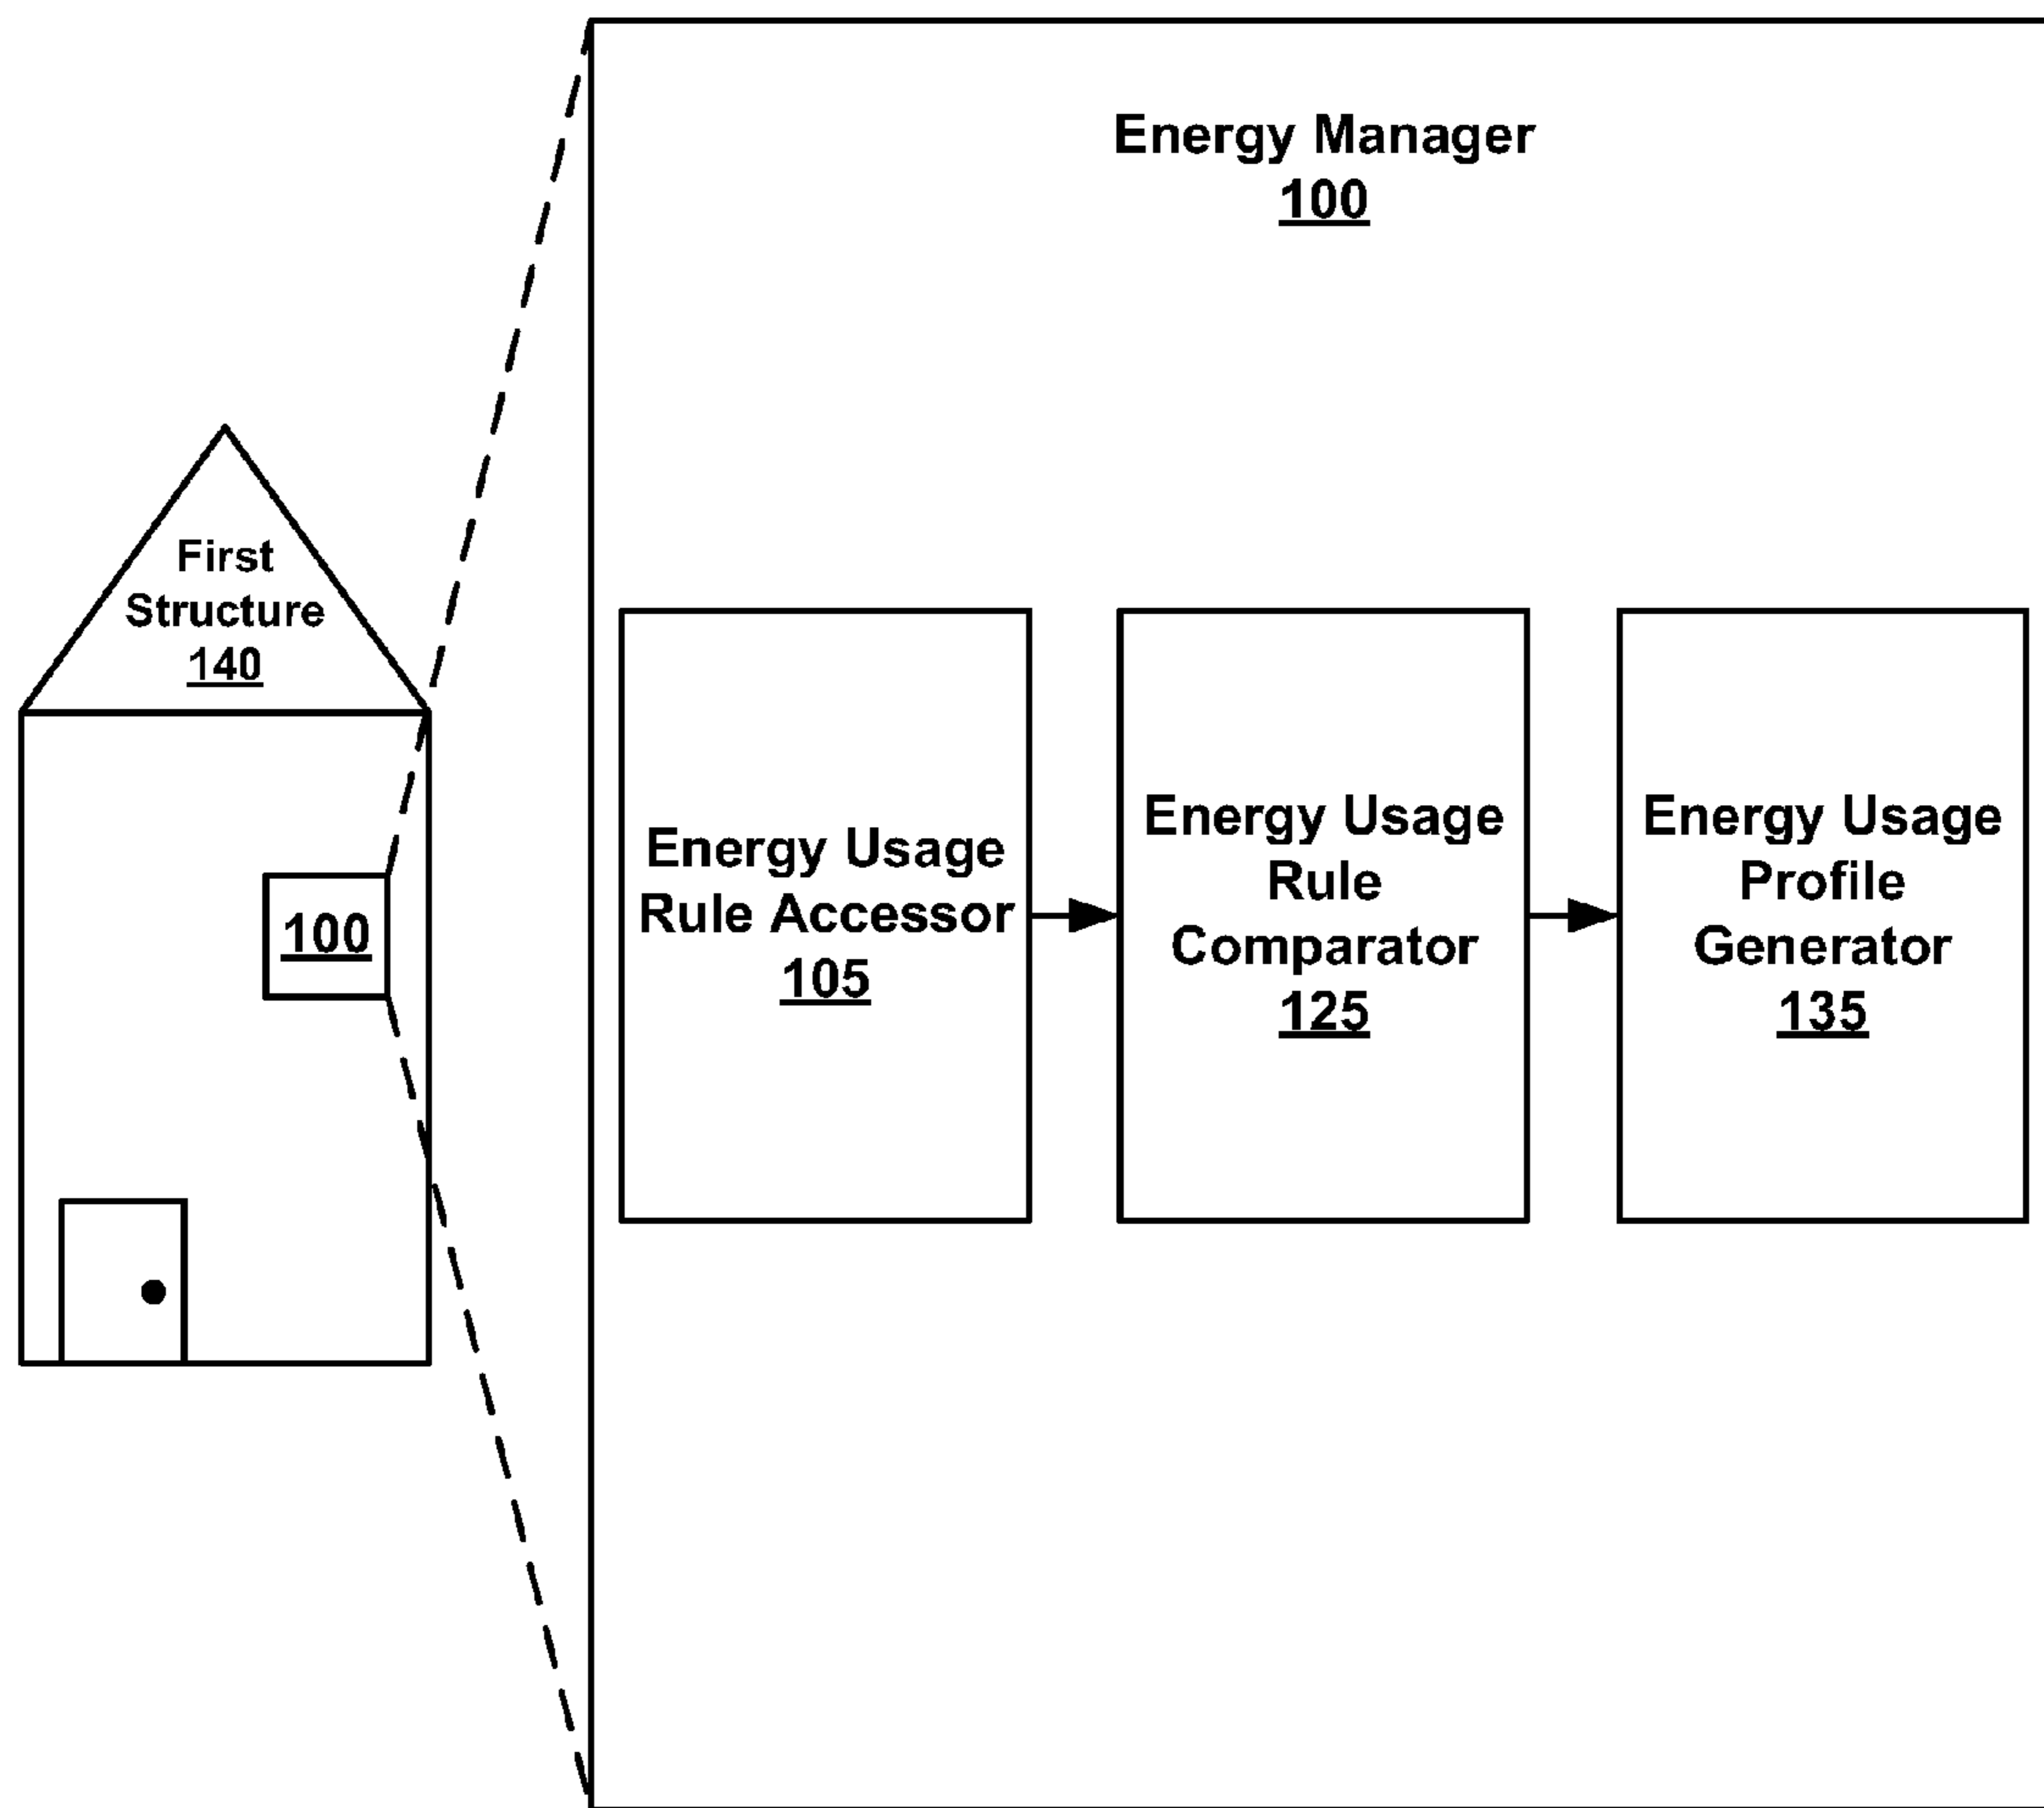 Energy Manager
100
First
Structure
140
100
Energy Usage
Rule Accessor
105
Energy Usage
Rule
Comparator
125
Energy Usage
Profile
Generator
135